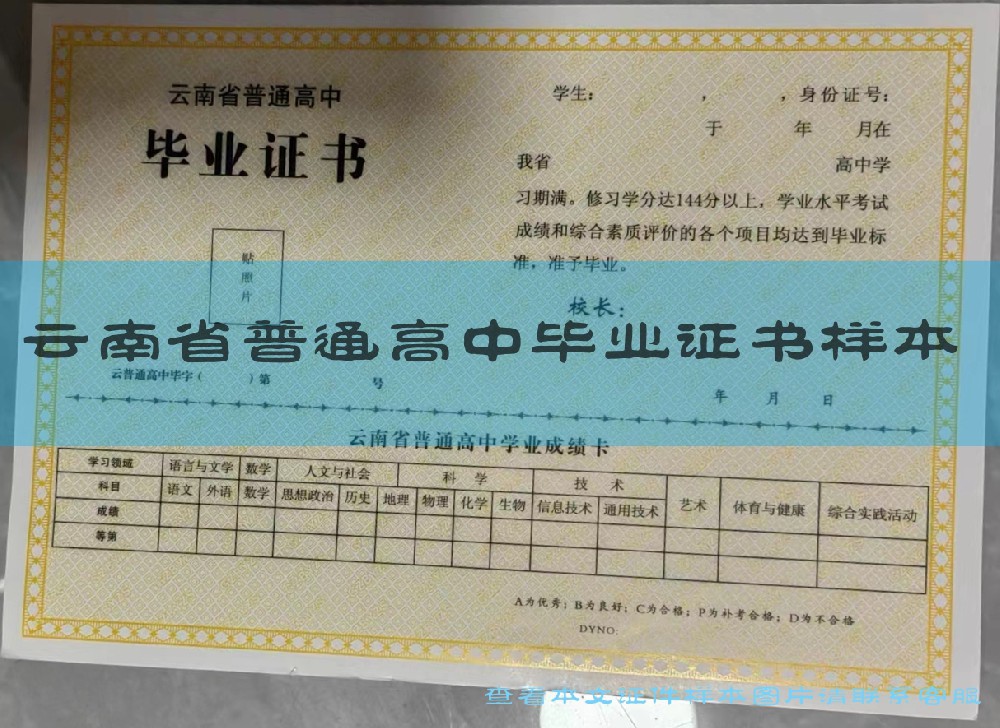 云南省普通高中
毕业证书
贴
照
片
云普通高中毕字（ ）第 号
学生： ， ，身份证号：
于 年 月在
我省 高中学
习期满。修习学分达144分以上，学业水平考试
成绩和综合素质评价的各个项目均达到毕业标
准，准予毕业。
校长：
云南省普通高中毕业证书样本
年 月 日
云南省普通高中学业成绩卡
学习领域 语言与文学 数学 人文与社会 科 学 技 术 艺术 体育与健康 综合实践活动
科目 语文 外语 数学 思想政治 历史 地理 物理 化学 生物 信息技术 通用技术
成绩
等第
A为优秀；B为良好；C为合格；P为补考合格；D为不合格
DYNO:
查看本文证件样本图片请联系客服